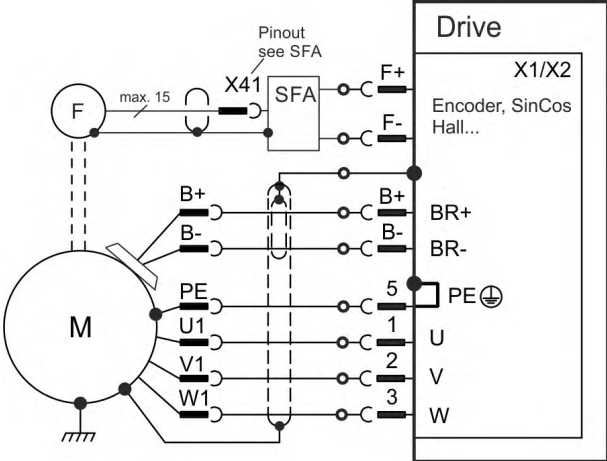 Drive
Pinout
see SFA
X1/X2
F+
X41
SFA
max. 15
F
Encoder, SinCos
Hall...
F-
B+
B+
BR+
B-
B-
BR-
PE
5
PE
M
U1
1
U
V1
2
V
W1
3
W